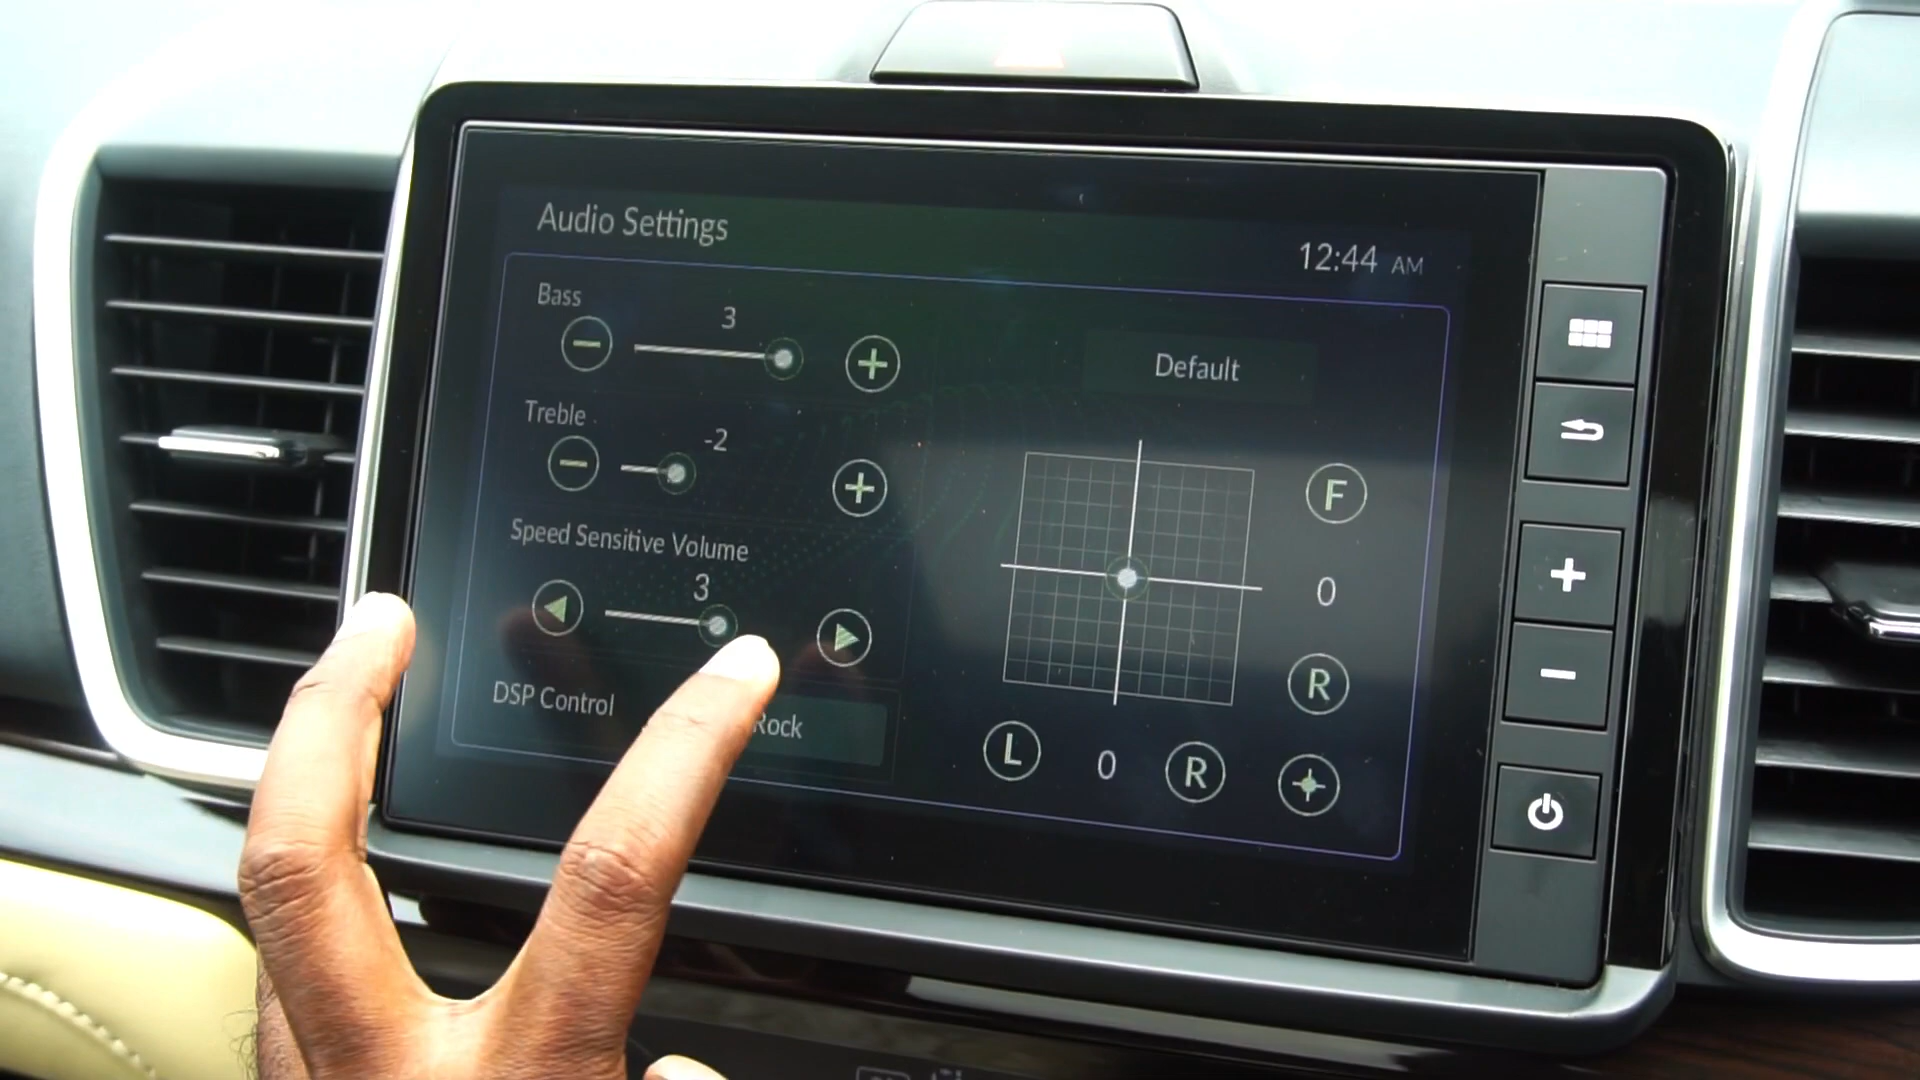 Audio Settings
12:44 AM
Bass
3
Default
Treble
-2
F
Speed Sensitive Volume
3
0
R
DSP Control
Rock
L
0
R